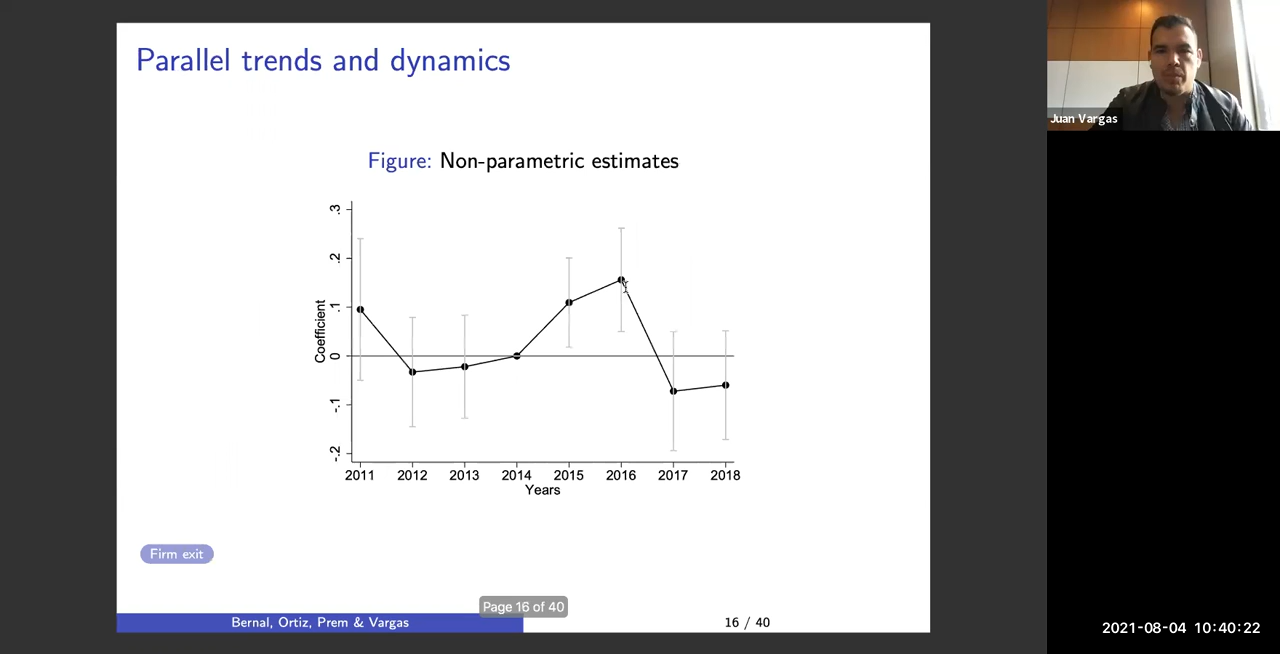 Parallel trends and dynamics
Juan Vargas
Figure: Non-parametric estimates
.3
.2
.1
0
-.1
-.2
Coefficient
2011 2012 2013 2014 2015 2016 2017 2018
Years
Firm exit
Page 16 of 40
Bernal, Ortiz, Prem & Vargas
16 / 40
2021-08-04 10:40:22